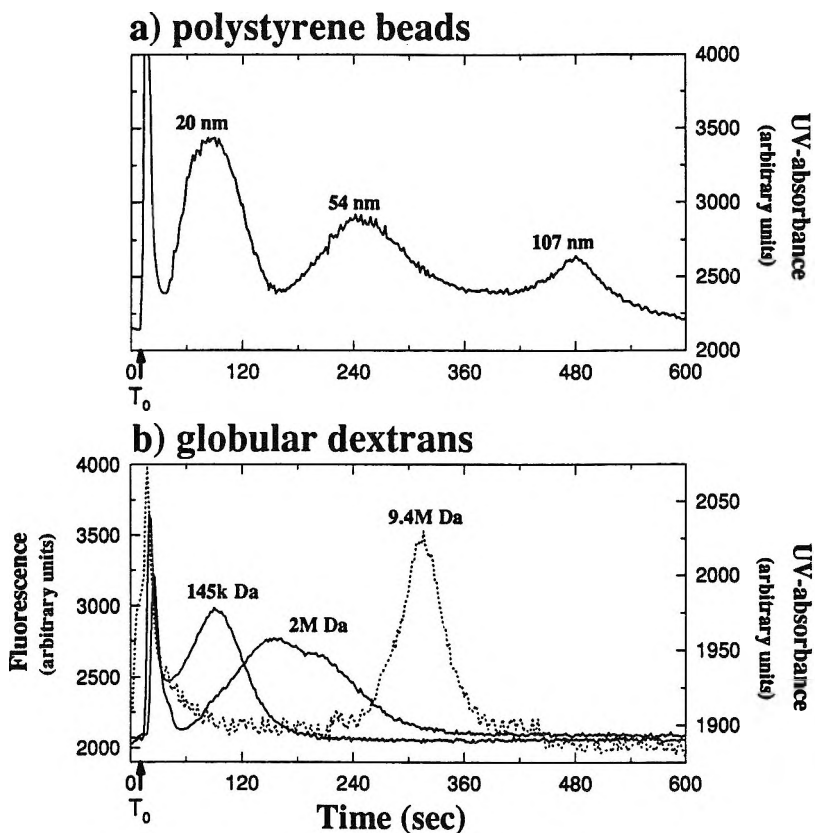 a) polystyrene beads
4000
3500
3000
2500
2000
UV-absorbance
(arbitrary units)
20 nm
54 nm
107 nm
0 120 240 360 480 600
T0
b) globular dextrans
Fluorescence
(arbitrary units)
4000
3500
3000
2500
2000
9.4M Da
145k Da
2M Da
2050
2000
1950
1900
UV-absorbance
(arbitrary units)
0 120 240 360 480 600
T0
Time (sec)